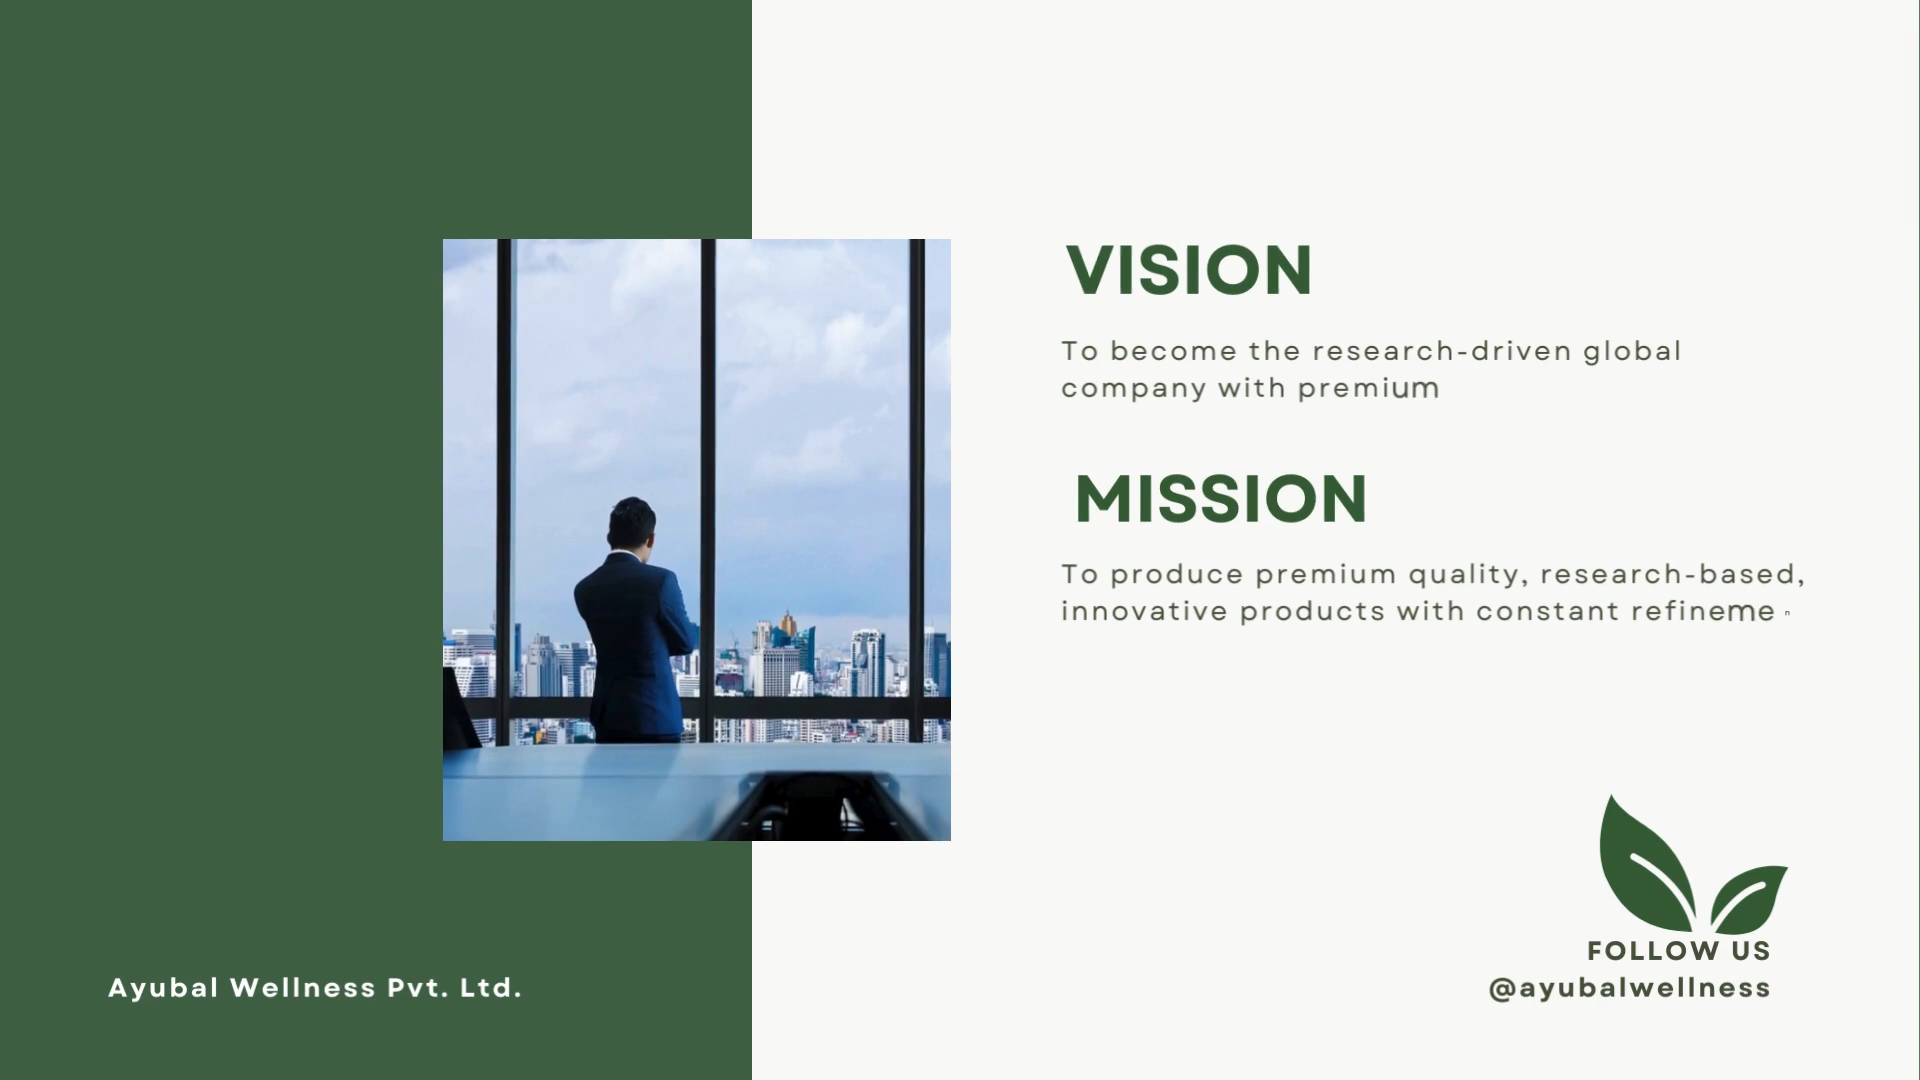 VISION
To become the research-driven global
company with premium
MISSION
To produce premium quality, research-based,
innovative products with constant refinemen
FOLLOW US
@ayubalwellness
Ayubal Wellness Pvt. Ltd.